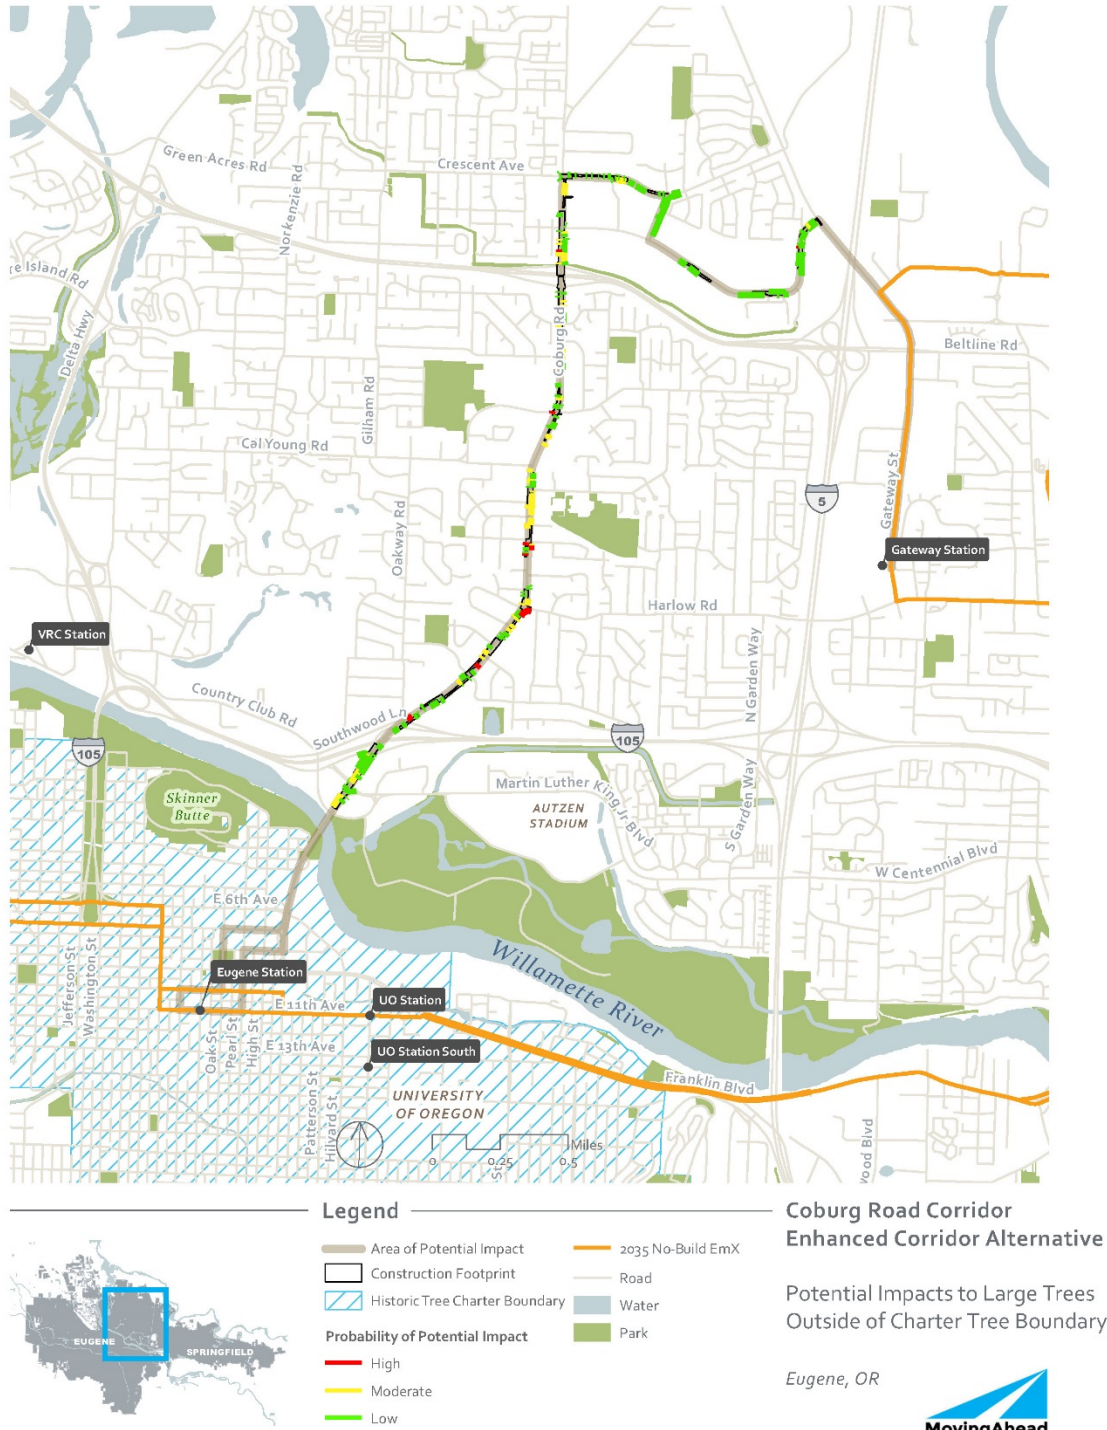 Green Acres Rd
Crescent Ave
Norkenzie Rd
re Island Rd
Delta Hwy
Coburg Rd
Beltline Rd
Gilham Rd
Cal Young Rd
Oakway Rd
5
Gateway St
Gateway Station
Harlow Rd
VRC Station
N Garden Way
Country Club Rd
Southwood Ln
105
105
Martin Luther King Jr Blvd
Skinner
Butte
AUTZEN
STADIUM
S Garden Way
W Centennial Blvd
E 6th Ave
Willamette River
Jefferson St
Washington St
Eugene Station
E 11th Ave
UO Station
Oak St
Pearl St
High St
E 13th Ave
UO Station South
Franklin Blvd
UNIVERSITY
OF OREGON
Patterson St
Hilyard St
St
wood Blvd
Miles
0
0.25
0.5
Legend
Area of Potential Impact
Construction Footprint
Historic Tree Charter Boundary
Probability of Potential Impact
High
Moderate
Low
2035 No-Build EmX
Road
Water
Park
EUGENE
SPRINGFIELD
Coburg Road Corridor
Enhanced Corridor Alternative
Potential Impacts to Large Trees
Outside of Charter Tree Boundary
Eugene, OR
MovingAhead